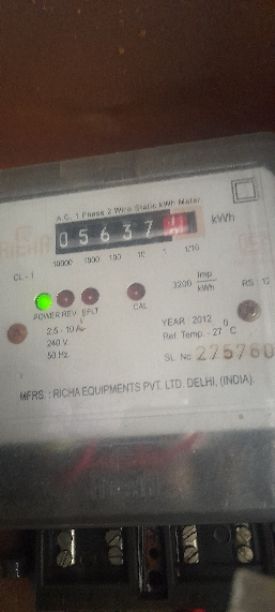 A.C. 1 Phase 2 Wire Static kWh Meter
05637 kWh
RICHA
10000 1000 100 10 1 1/10
CL - 1
3200 imp/kWh
POWER REV EFLT CAL
2.5 - 10 A
240 V
50 Hz
YEAR 2012
Ref. Temp. - 27 °C
SL No 275760
MFRS. : RICHA EQUIPMENTS PVT. LTD. DELHI, (INDIA)